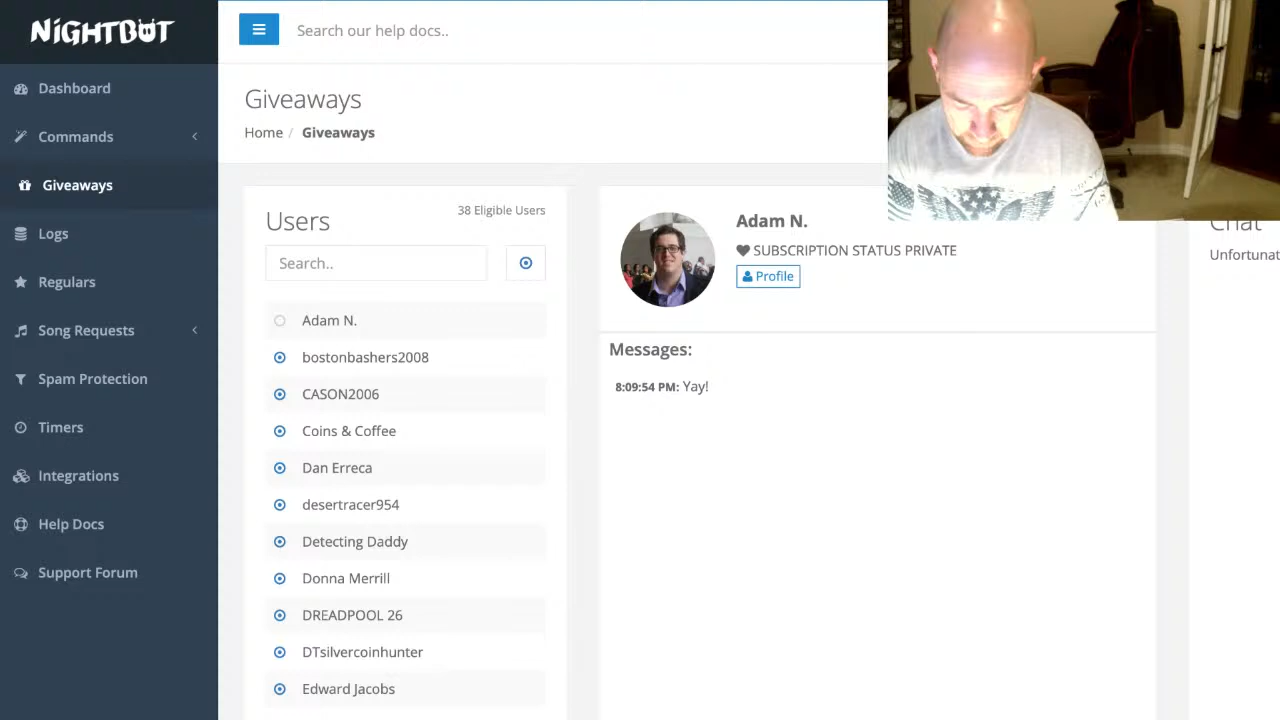 NiGHTBOT
Search our help docs..
Dashboard
Commands
Giveaways
Logs
Regulars
Song Requests
Spam Protection
Timers
Integrations
Help Docs
Support Forum
Giveaways
Home / Giveaways
Users
38 Eligible Users
Search..
Adam N.
bostonbashers2008
CASON2006
Coins & Coffee
Dan Erreca
desertracer954
Detecting Daddy
Donna Merrill
DREADPOOL 26
DTsilvercoinhunter
Edward Jacobs
Adam N.
SUBSCRIPTION STATUS PRIVATE
Profile
Messages:
8:09:54 PM: Yay!
Chat
Unfortunat